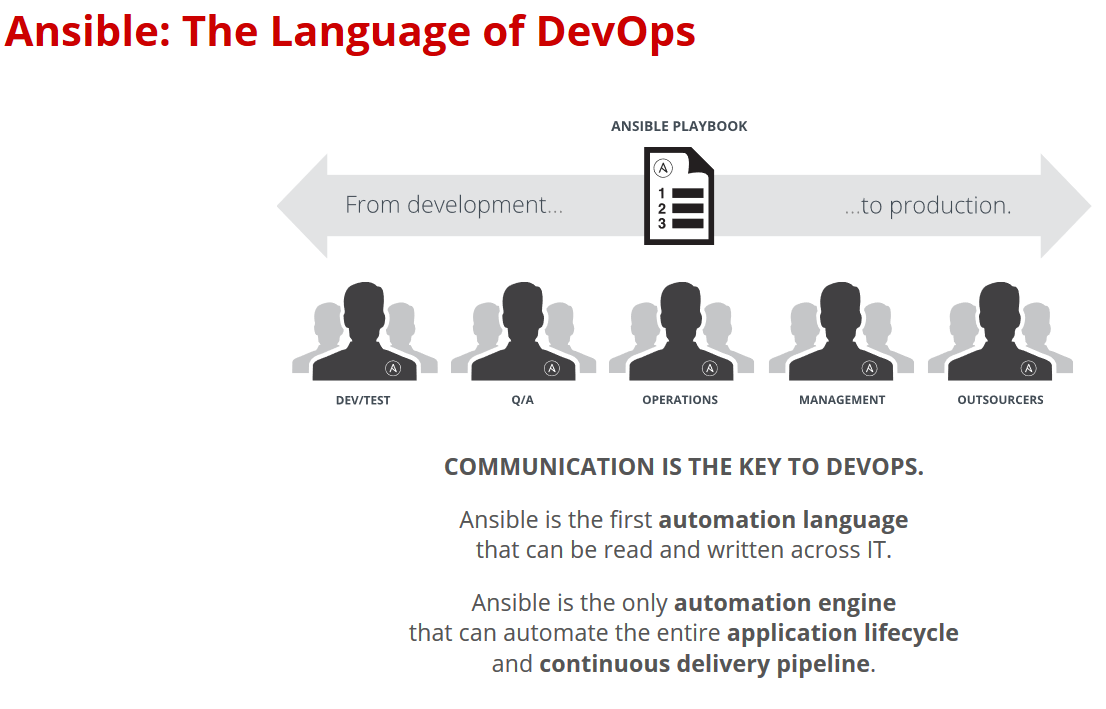 Ansible: The Language of DevOps
ANSIBLE PLAYBOOK
A
From development...
...to production.
1
2
3
A
A
A
A
A
DEV/TEST
Q/A
OPERATIONS
MANAGEMENT
OUTSOURCERS
COMMUNICATION IS THE KEY TO DEVOPS.
Ansible is the first automation language
that can be read and written across IT.
Ansible is the only automation engine
that can automate the entire application lifecycle
and continuous delivery pipeline.